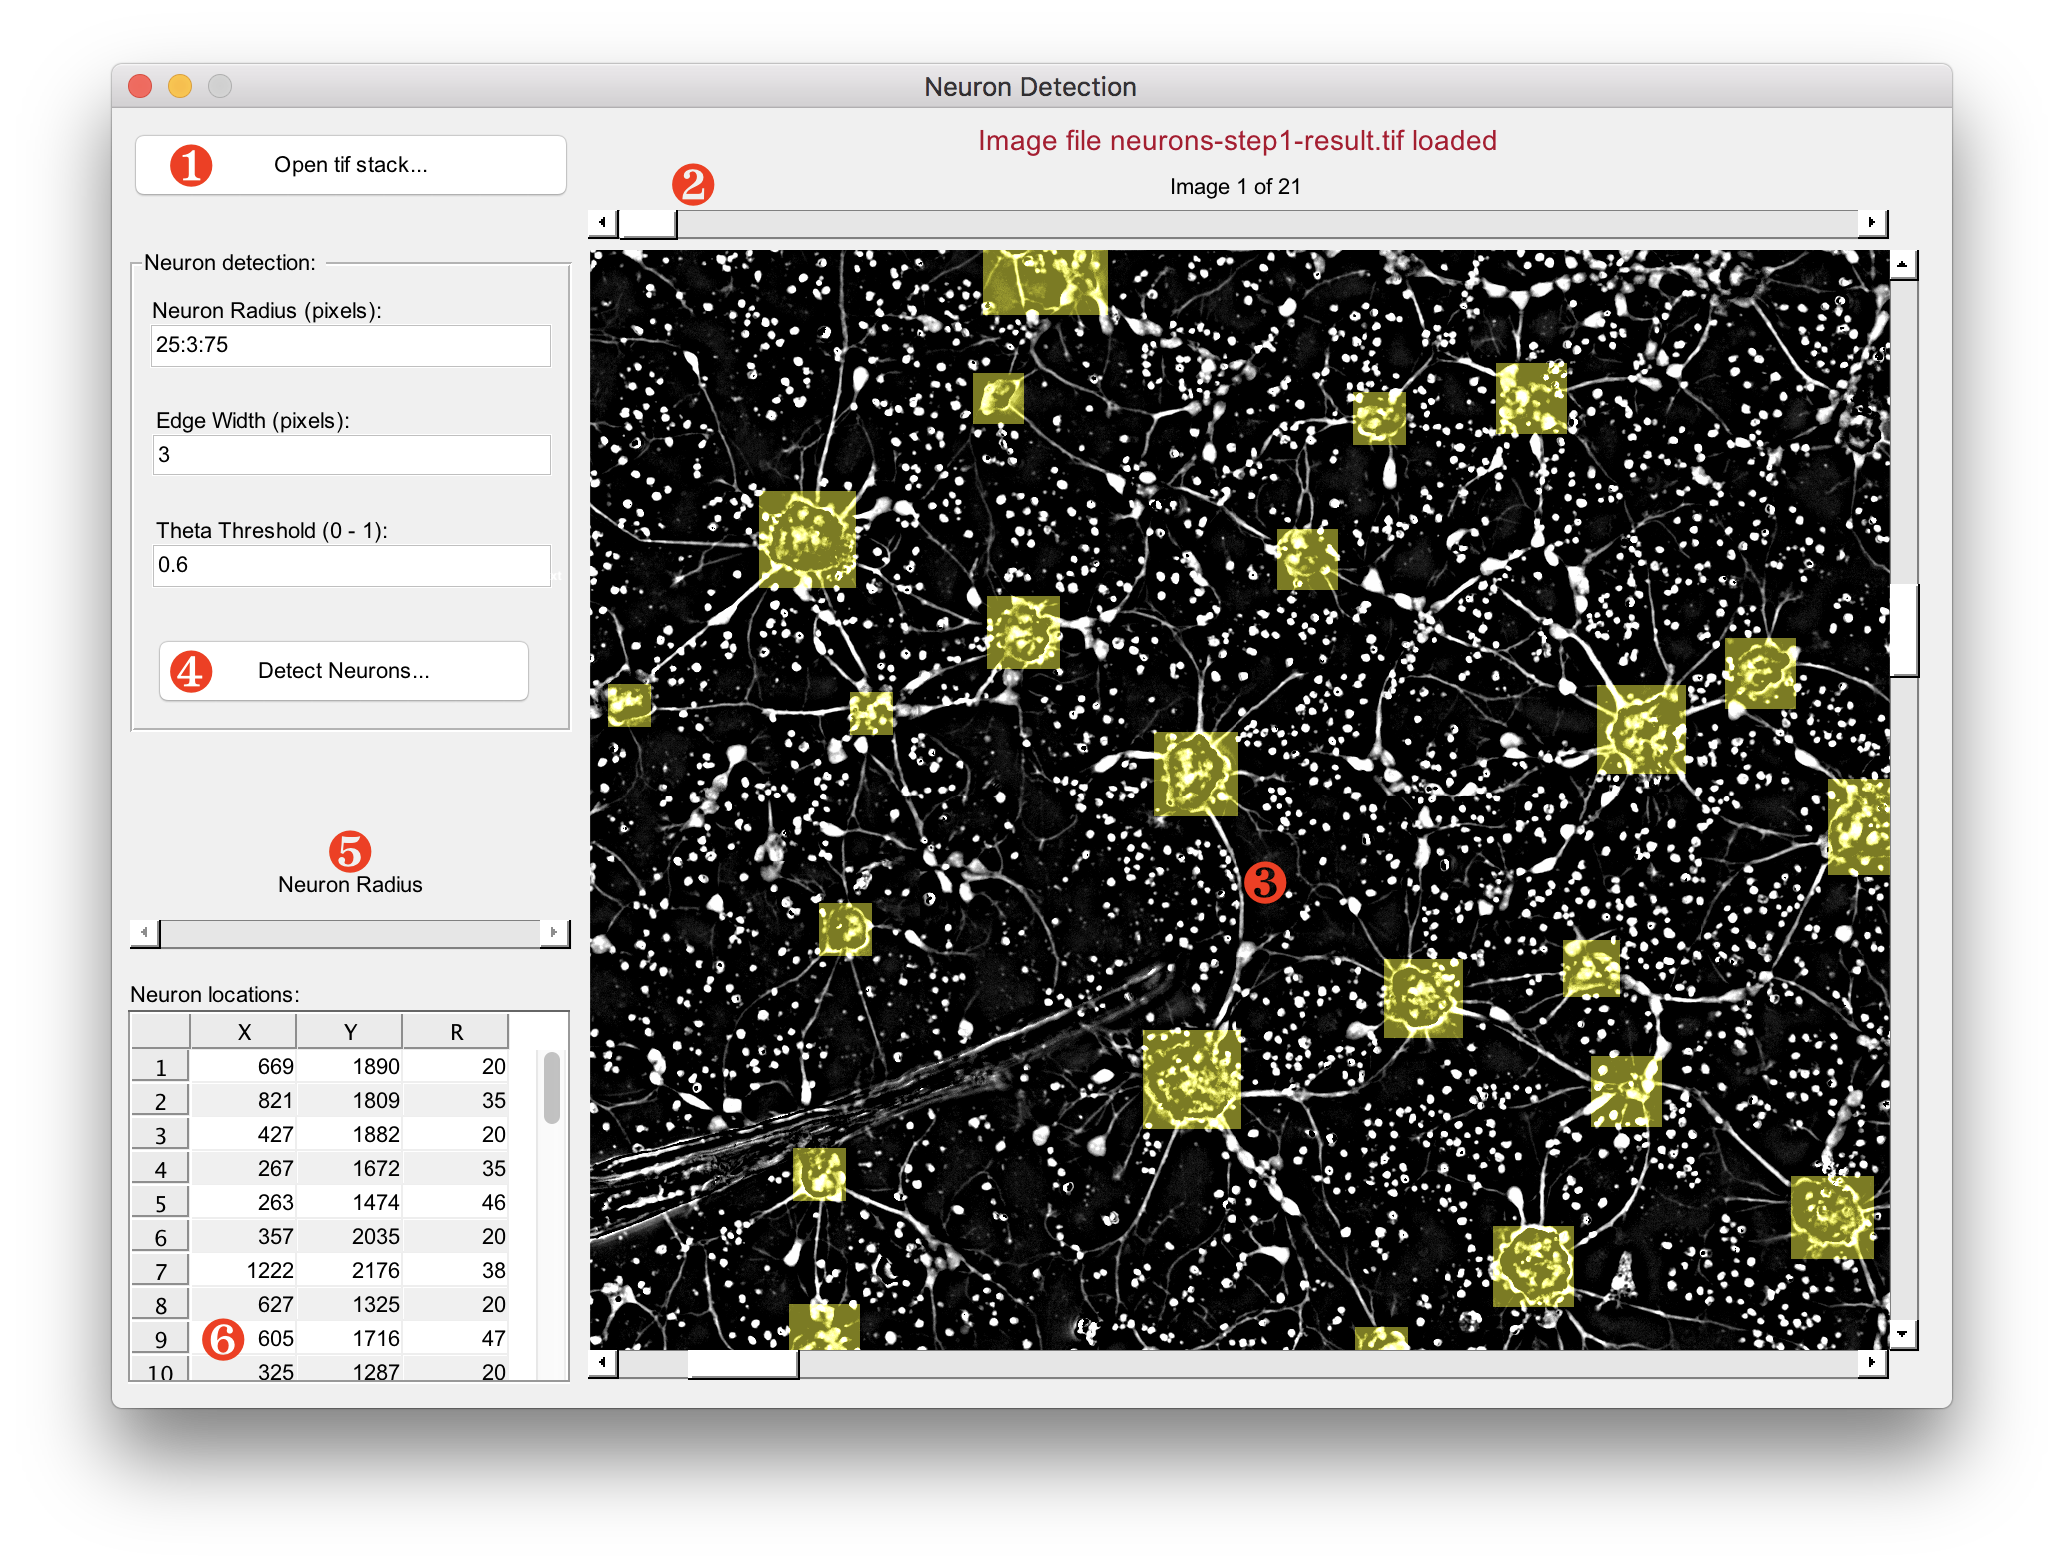 Neuron Detection
1 Open tif stack...
Image file neurons-step1-result.tif loaded
2
Image 1 of 21
Neuron detection:
Neuron Radius (pixels):
25:3:75
Edge Width (pixels):
3
Theta Threshold (0 - 1):
0.6
4 Detect Neurons...
5
Neuron Radius
3
Neuron locations:
X Y R
1 669 1890 20
2 821 1809 35
3 427 1882 20
4 267 1672 35
5 263 1474 46
6 357 2035 20
7 1222 2176 38
8 627 1325 20
9 6 605 1716 47
10 325 1287 20